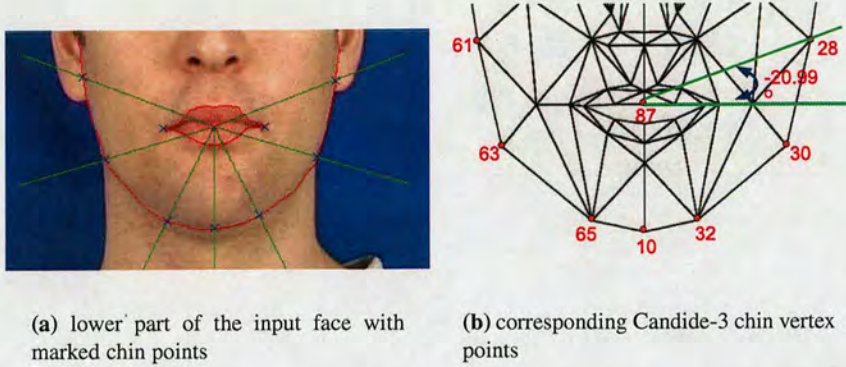 61
28
-20.99
°
87
63
30
65
10
32
(a) lower part of the input face with
marked chin points
(b) corresponding Candide-3 chin vertex
points